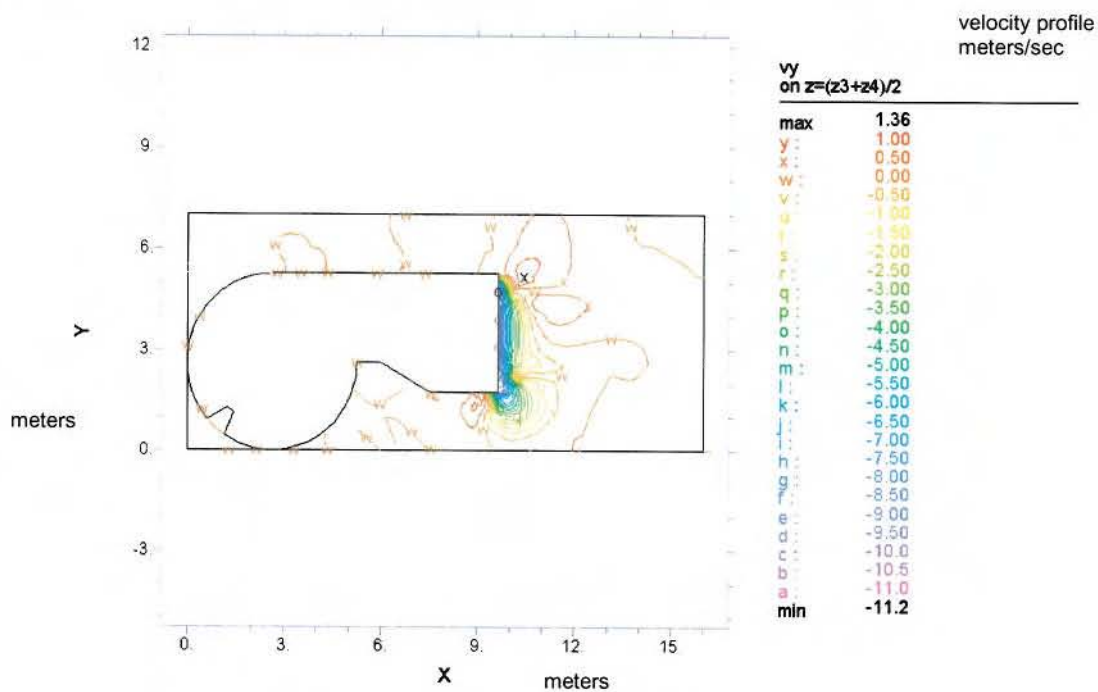 velocity profile
meters/sec
vy
on z=(z3+z4)/2
max 1.36
y : 1.00
x : 0.50
w : 0.00
v : -0.50
u : -1.00
t : -1.50
s : -2.00
r : -2.50
q : -3.00
p : -3.50
o : -4.00
n : -4.50
m : -5.00
l : -5.50
k : -6.00
j : -6.50
i : -7.00
h : -7.50
g : -8.00
f : -8.50
e : -9.00
d : -9.50
c : -10.0
b : -10.5
a : -11.0
min -11.2
12.
9.
6.
3.
0.
-3.
Y
meters
0. 3. 6. 9. 12. 15.
X
meters